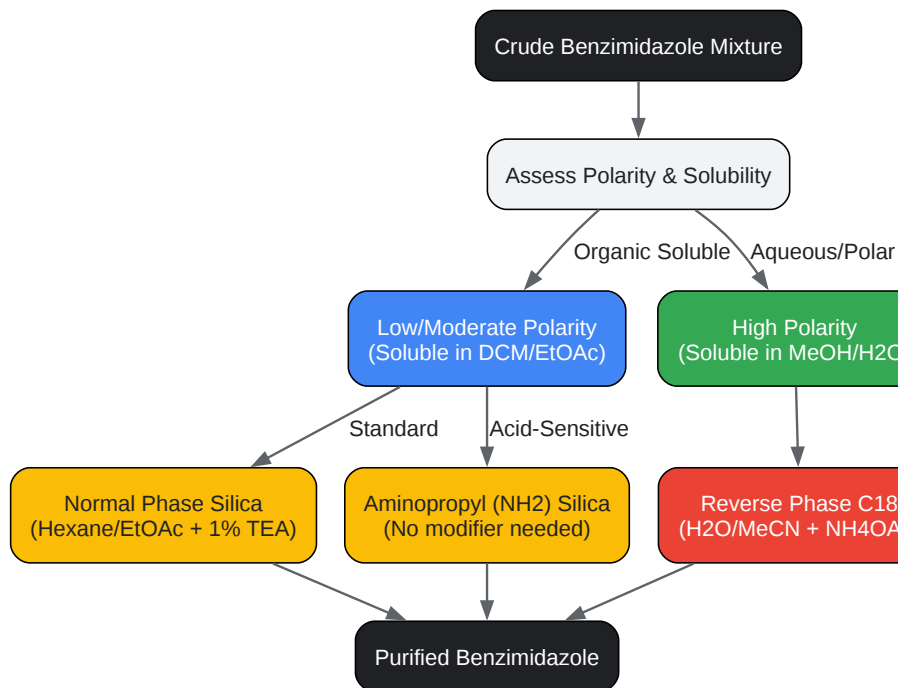 Crude Benzimidazole Mixture
Assess Polarity & Solubility
Organic Soluble
Aqueous/Polar
Low/Moderate Polarity
(Soluble in DCM/EtOAc)
High Polarity
(Soluble in MeOH/H2O
Standard
Acid-Sensitive
Normal Phase Silica
(Hexane/EtOAc + 1% TEA)
Aminopropyl (NH2) Silica
(No modifier needed)
Reverse Phase C18
(H2O/MeCN + NH4OA
Purified Benzimidazole